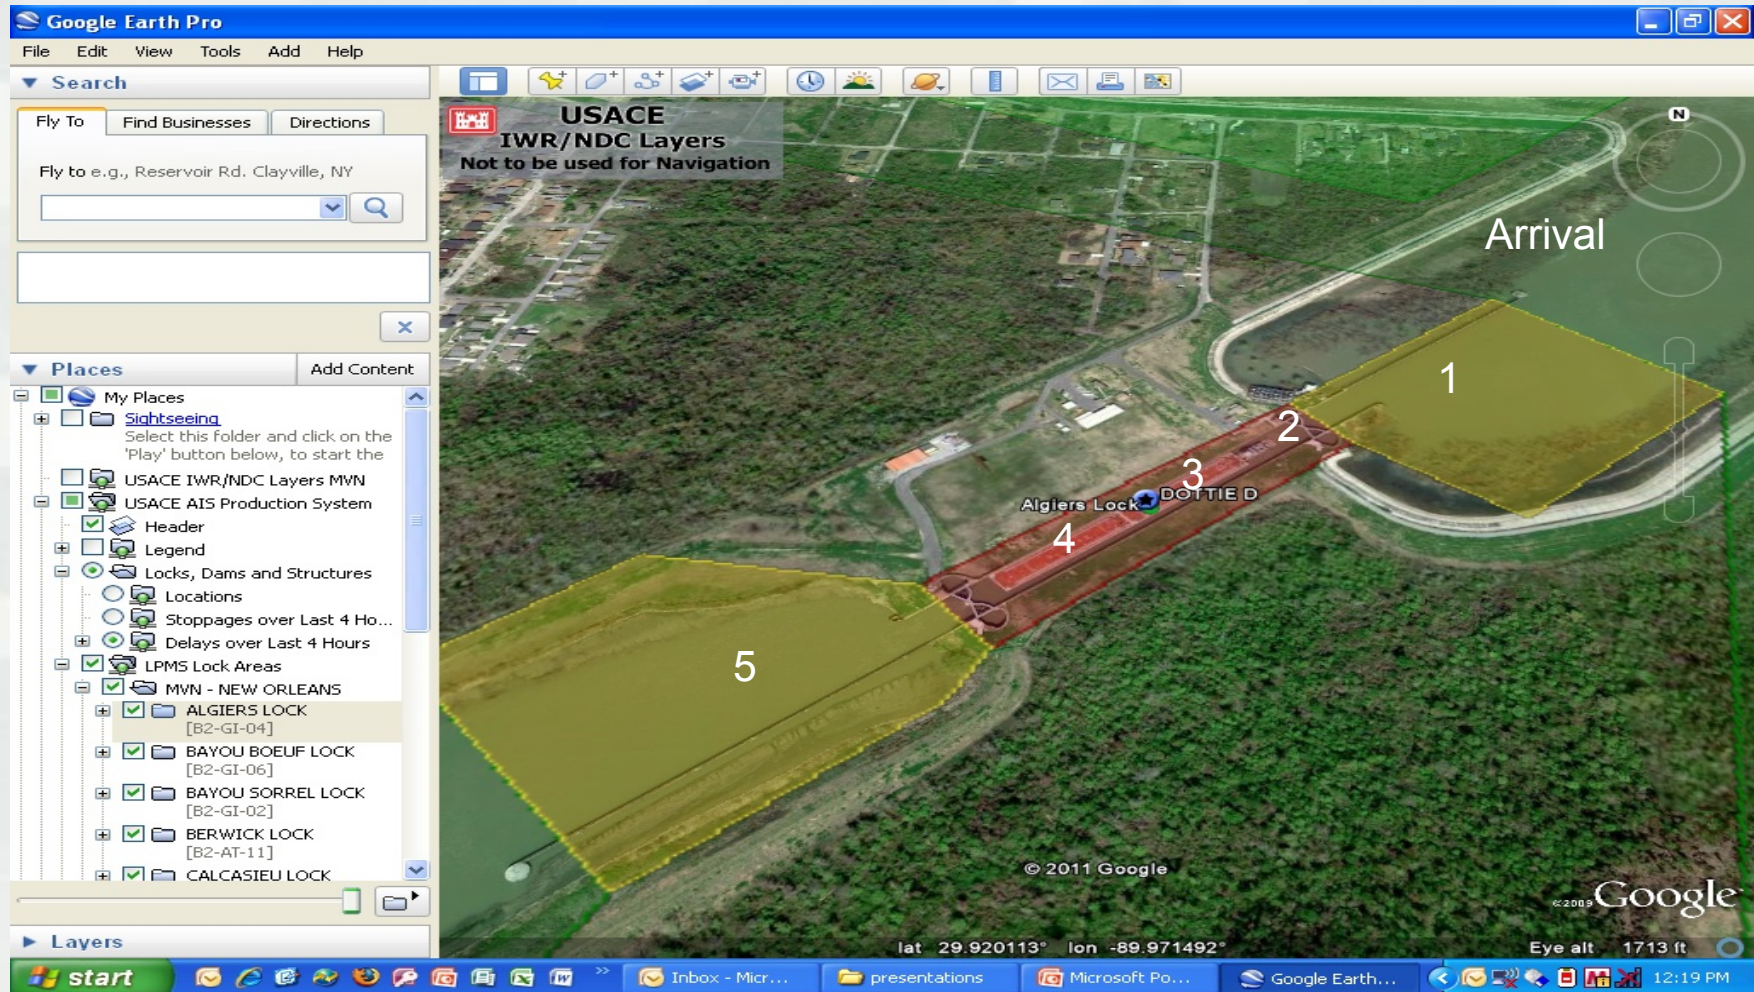 Google Earth Pro
File Edit View Tools Add Help
Search
Fly To Find Businesses Directions
Fly to e.g., Reservoir Rd. Clayville, NY
Places Add Content
My Places
Sightseeing
Select this folder and click on the
'Play' button below, to start the
USACE IWR/NDC Layers MVN
USACE AIS Production System
Header
Legend
Locks, Dams and Structures
Locations
Stoppages over Last 4 Ho...
Delays over Last 4 Hours
LPMS Lock Areas
MVN - NEW ORLEANS
ALGIERS LOCK
[B2-GI-04]
BAYOU BOEUF LOCK
[B2-GI-06]
BAYOU SORREL LOCK
[B2-GI-02]
BERWICK LOCK
[B2-AT-11]
CALCASIEU LOCK
Layers
USACE
IWR/NDC Layers
Not to be used for Navigation
N
Arrival
1
2
3
DOTTIE D
Algiers Lock
4
5
© 2011 Google
©2009 Google
lat 29.920113° lon -89.971492° Eye alt 1713 ft
start Inbox - Micr... presentations Microsoft Po... Google Earth... 12:19 PM